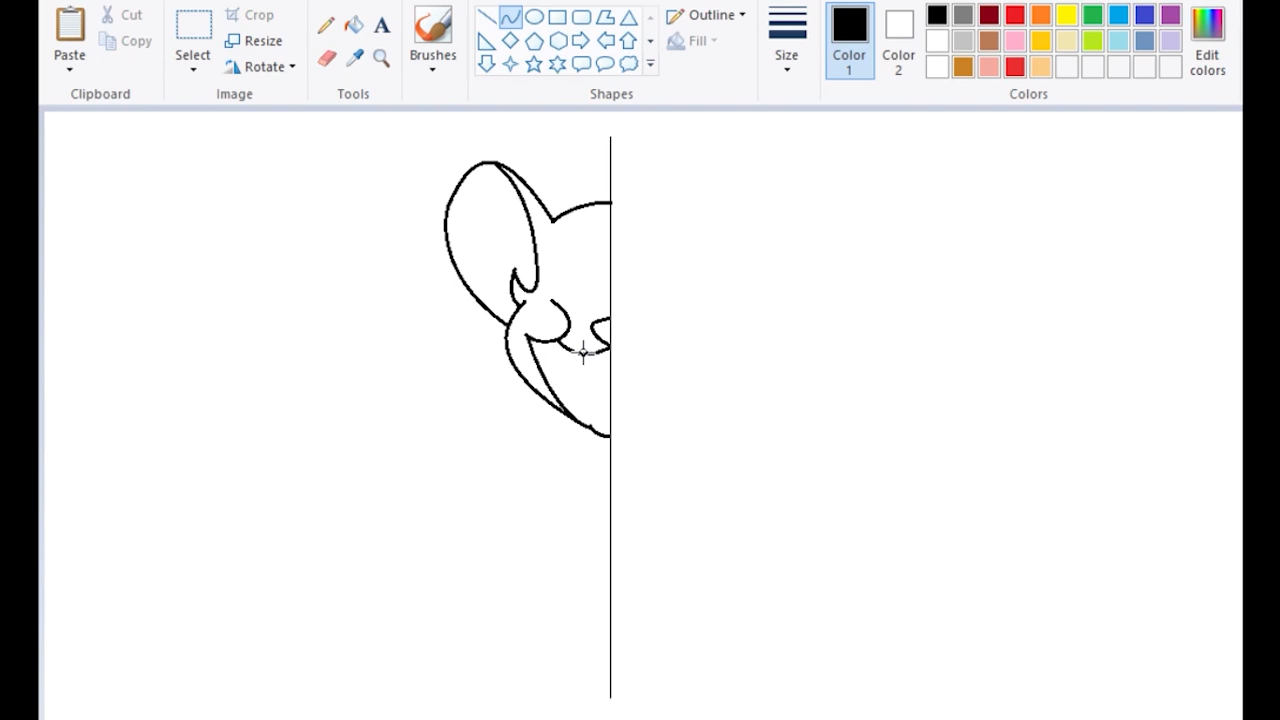 Paste
Cut
Copy
Clipboard
Select
Crop
Resize
Rotate
Image
A
Tools
Brushes
Shapes
Outline
Fill
Size
Color
1
Color
2
Edit
colors
Colors